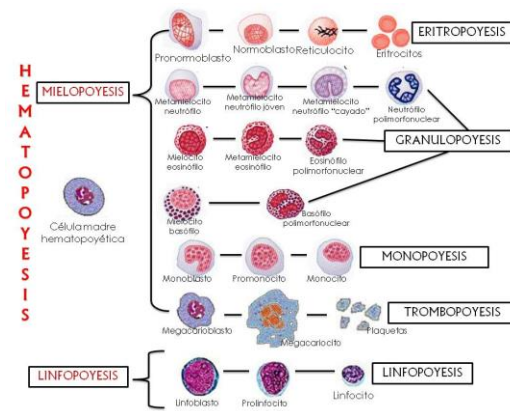 HEMATOPOYESIS
MIELOPOYESIS
Célula madre
hematopoyética
Pronormoblasto
Normoblasto
Reticulocito
Eritrocitos
ERITROPOYESIS
Metamielocito
neutrófilo
Metamielocito
neutrófilo jóven
Metamielocito
neutrófilo "cayado"
Neutrófilo
polimorfonuclear
GRANULOPOYESIS
Mielocito
eosinófilo
Metamielocito
eosinófilo
Eosinófilo
polimorfonuclear
Mielocito
basófilo
Basófilo
polimorfonuclear
Monoblasto
Promonocito
Monocito
MONOPOYESIS
Megacarioblasto
Megacariocito
Plaquetas
TROMBOPOYESIS
LINFOPOYESIS
Linfoblasto
Prolinfocito
Linfocito
LINFOPOYESIS